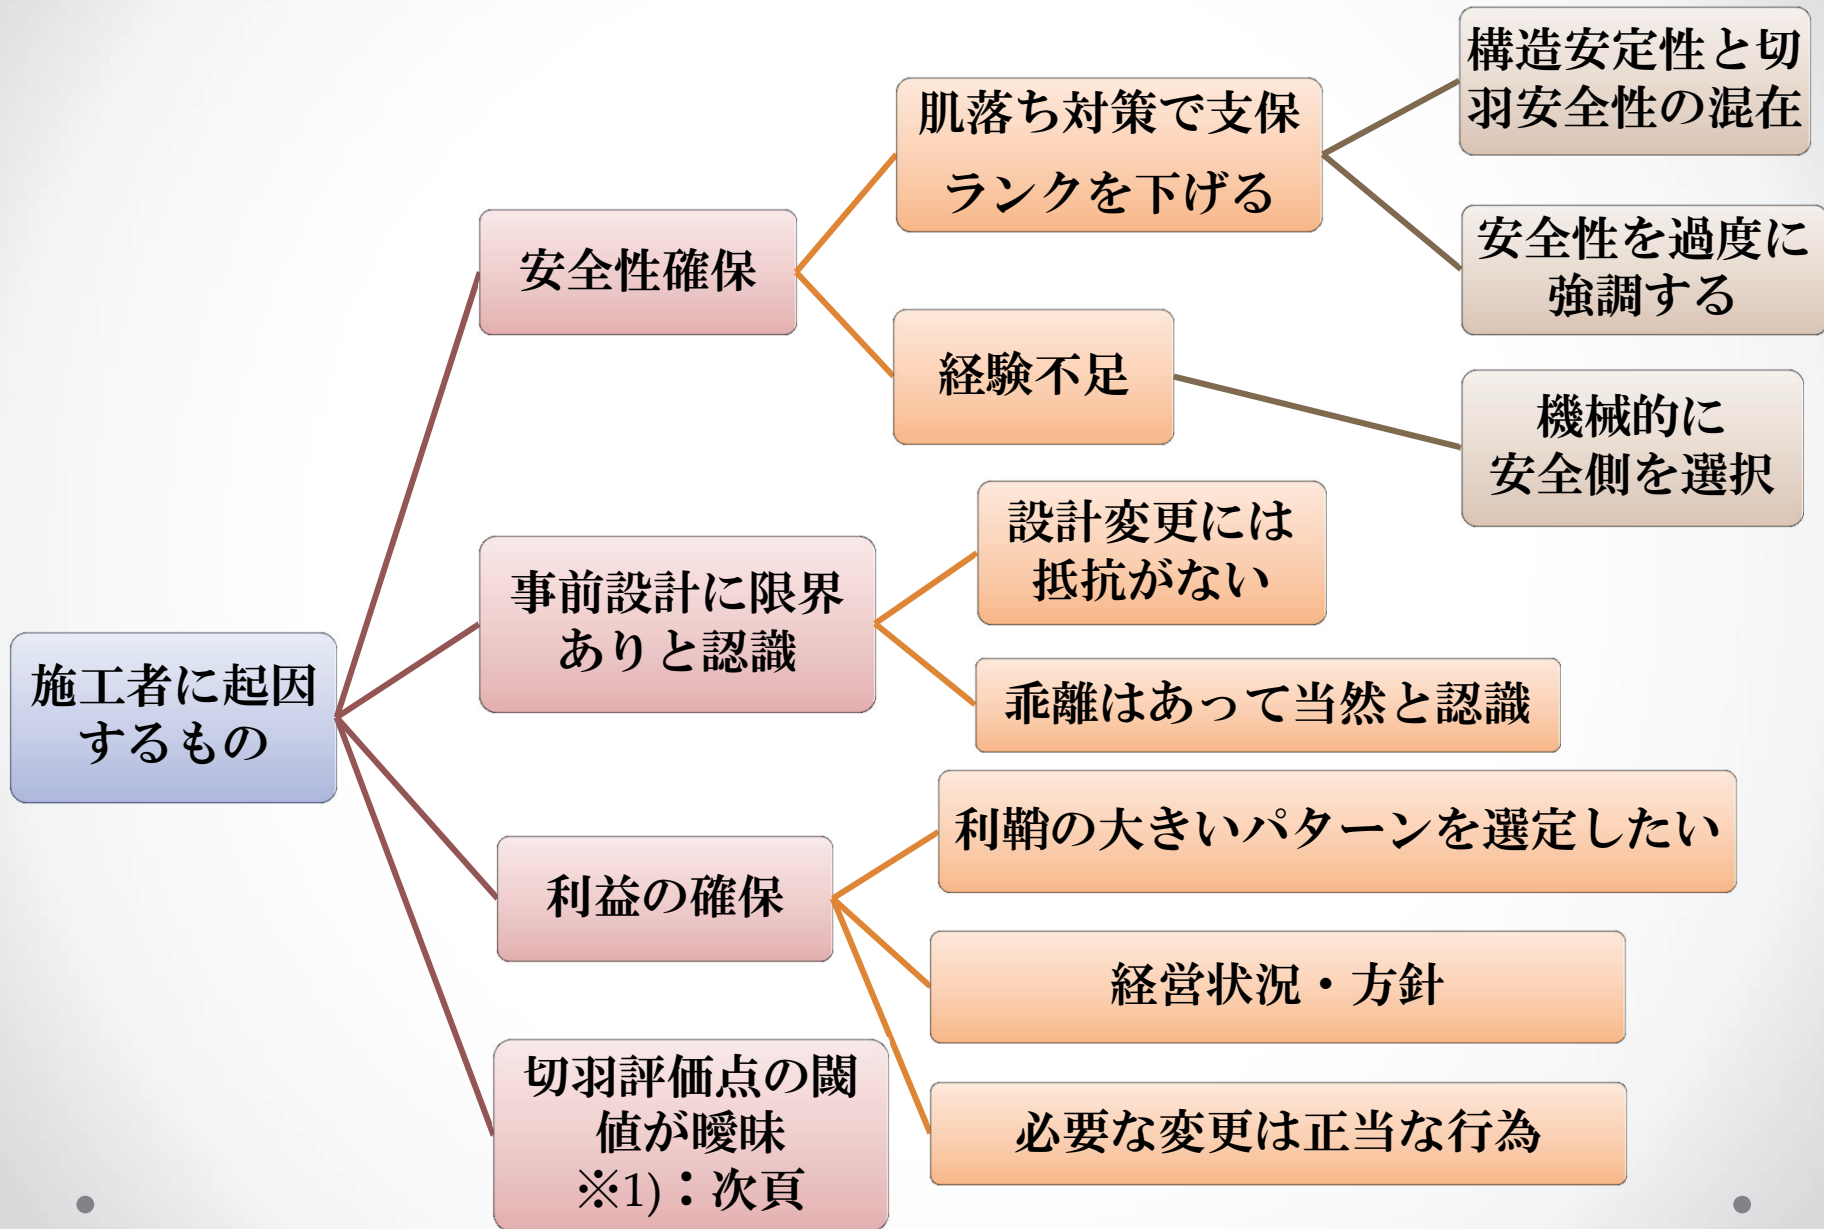 施工者に起因
するもの
安全性確保
肌落ち対策で支保
ランクを下げる
構造安定性と切
羽安全性の混在
安全性を過度に
強調する
経験不足
機械的に
安全側を選択
事前設計に限界
ありと認識
設計変更には
抵抗がない
乖離はあって当然と認識
利益の確保
利鞘の大きいパターンを選定したい
経営状況・方針
必要な変更は正当な行為
切羽評価点の閾
値が曖昧
※1)：次頁